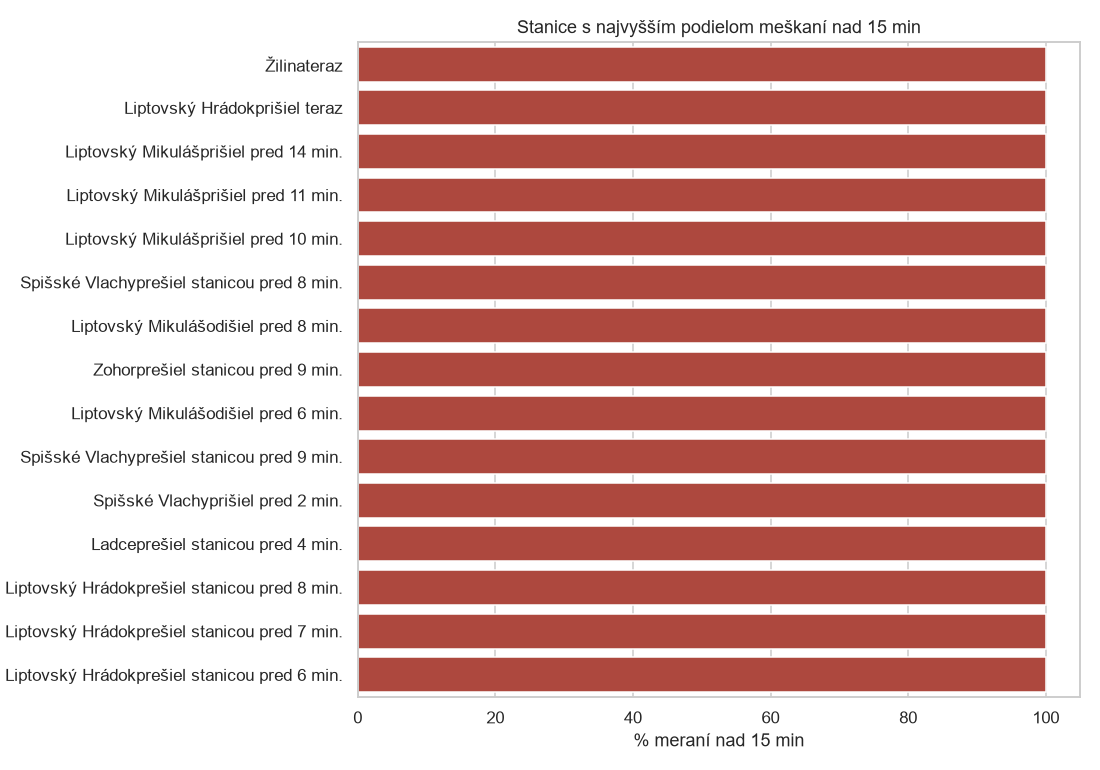 Stanice s najvyšším podielom meškaní nad 15 min
Žilinateraz
Liptovský Hrádokprišiel teraz
Liptovský Mikulášprišiel pred 14 min.
Liptovský Mikulášprišiel pred 11 min.
Liptovský Mikulášprišiel pred 10 min.
Spišské Vlachyprešiel stanicou pred 8 min.
Liptovský Mikulášodišiel pred 8 min.
Zohorprešiel stanicou pred 9 min.
Liptovský Mikulášodišiel pred 6 min.
Spišské Vlachyprešiel stanicou pred 9 min.
Spišské Vlachyprišiel pred 2 min.
Ladceprešiel stanicou pred 4 min.
Liptovský Hrádokprešiel stanicou pred 8 min.
Liptovský Hrádokprešiel stanicou pred 7 min.
Liptovský Hrádokprešiel stanicou pred 6 min.
0 20 40 60 80 100
% meraní nad 15 min